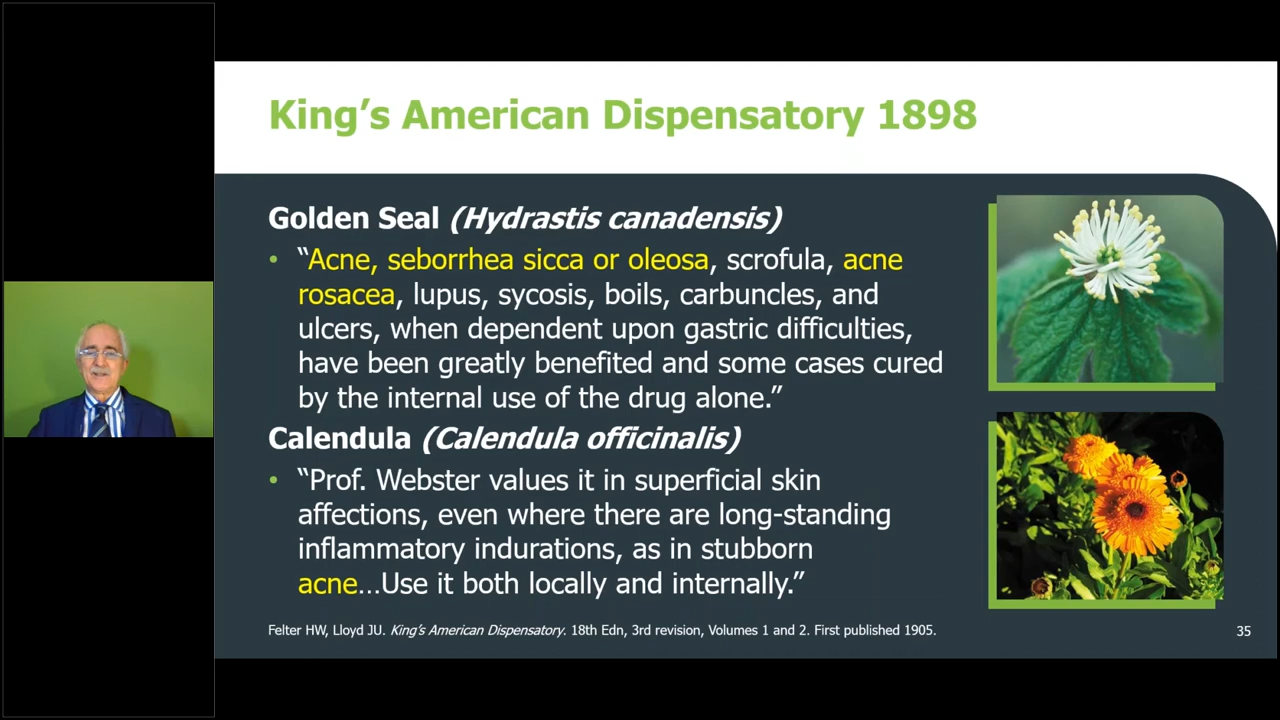 King’s American Dispensatory 1898
Golden Seal (Hydrastis canadensis)
• “Acne, seborrhea sicca or oleosa, scrofula, acne
rosacea, lupus, sycosis, boils, carbuncles, and
ulcers, when dependent upon gastric difficulties,
have been greatly benefited and some cases cured
by the internal use of the drug alone.”
Calendula (Calendula officinalis)
• “Prof. Webster values it in superficial skin
affections, even where there are long-standing
inflammatory indurations, as in stubborn
acne…Use it both locally and internally.”
Felter HW, Lloyd JU. King’s American Dispensatory. 18th Edn, 3rd revision, Volumes 1 and 2. First published 1905.
35